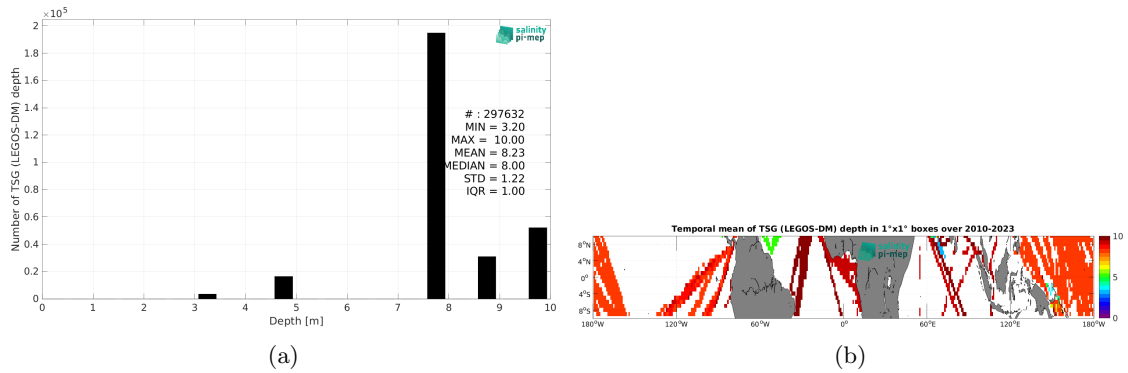 ×10⁵
2
1.8
1.6
1.4
1.2
1
0.8
0.6
0.4
0.2
0
Number of TSG (LEGOS-DM) depth
salinity
pi-mep
# : 297632
MIN = 3.20
MAX = 10.00
MEAN = 8.23
MEDIAN = 8.00
STD = 1.22
IQR = 1.00
0 1 2 3 4 5 6 7 8 9 10
Depth [m]
(a)
Temporal mean of TSG (LEGOS-DM) depth in 1°x1° boxes over 2010-2023
salinity
pi-mep
8°N
4°N
0°
4°S
8°S
180°W 120°W 60°W 0° 60°E 120°E 180°W
10
5
0
(b)